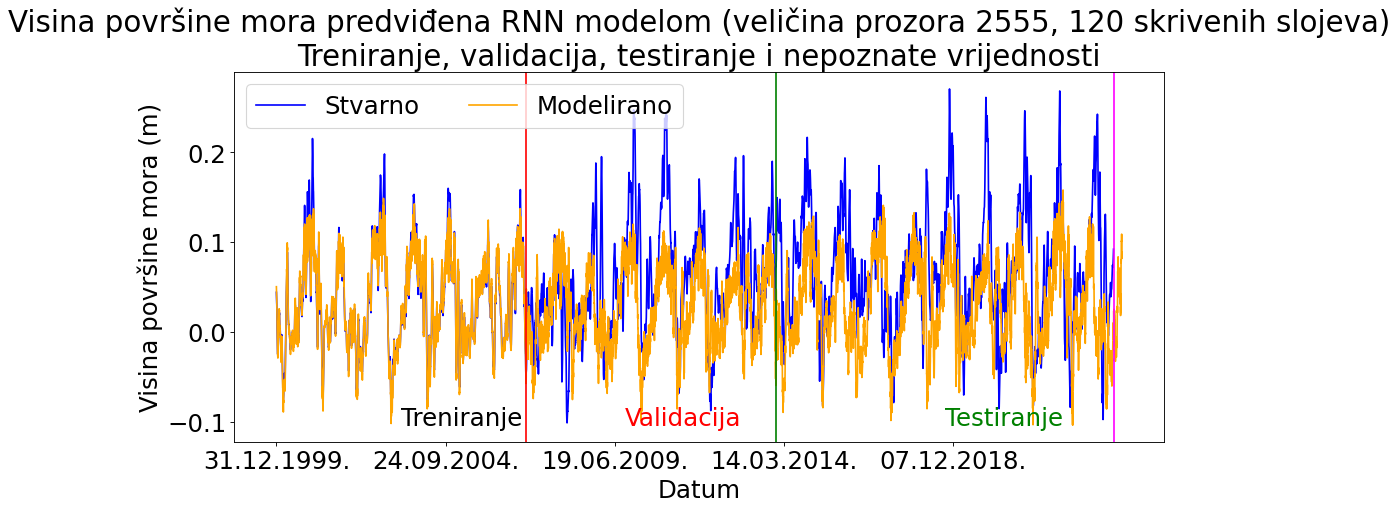 Visina površine mora predviđena RNN modelom (veličina prozora 2555, 120 skrivenih slojeva)
Treniranje, validacija, testiranje i nepoznate vrijednosti
Stvarno
Modelirano
Visina površine mora (m)
0.2
0.1
0.0
−0.1
Treniranje
Validacija
Testiranje
31.12.1999.
24.09.2004.
19.06.2009.
14.03.2014.
07.12.2018.
Datum